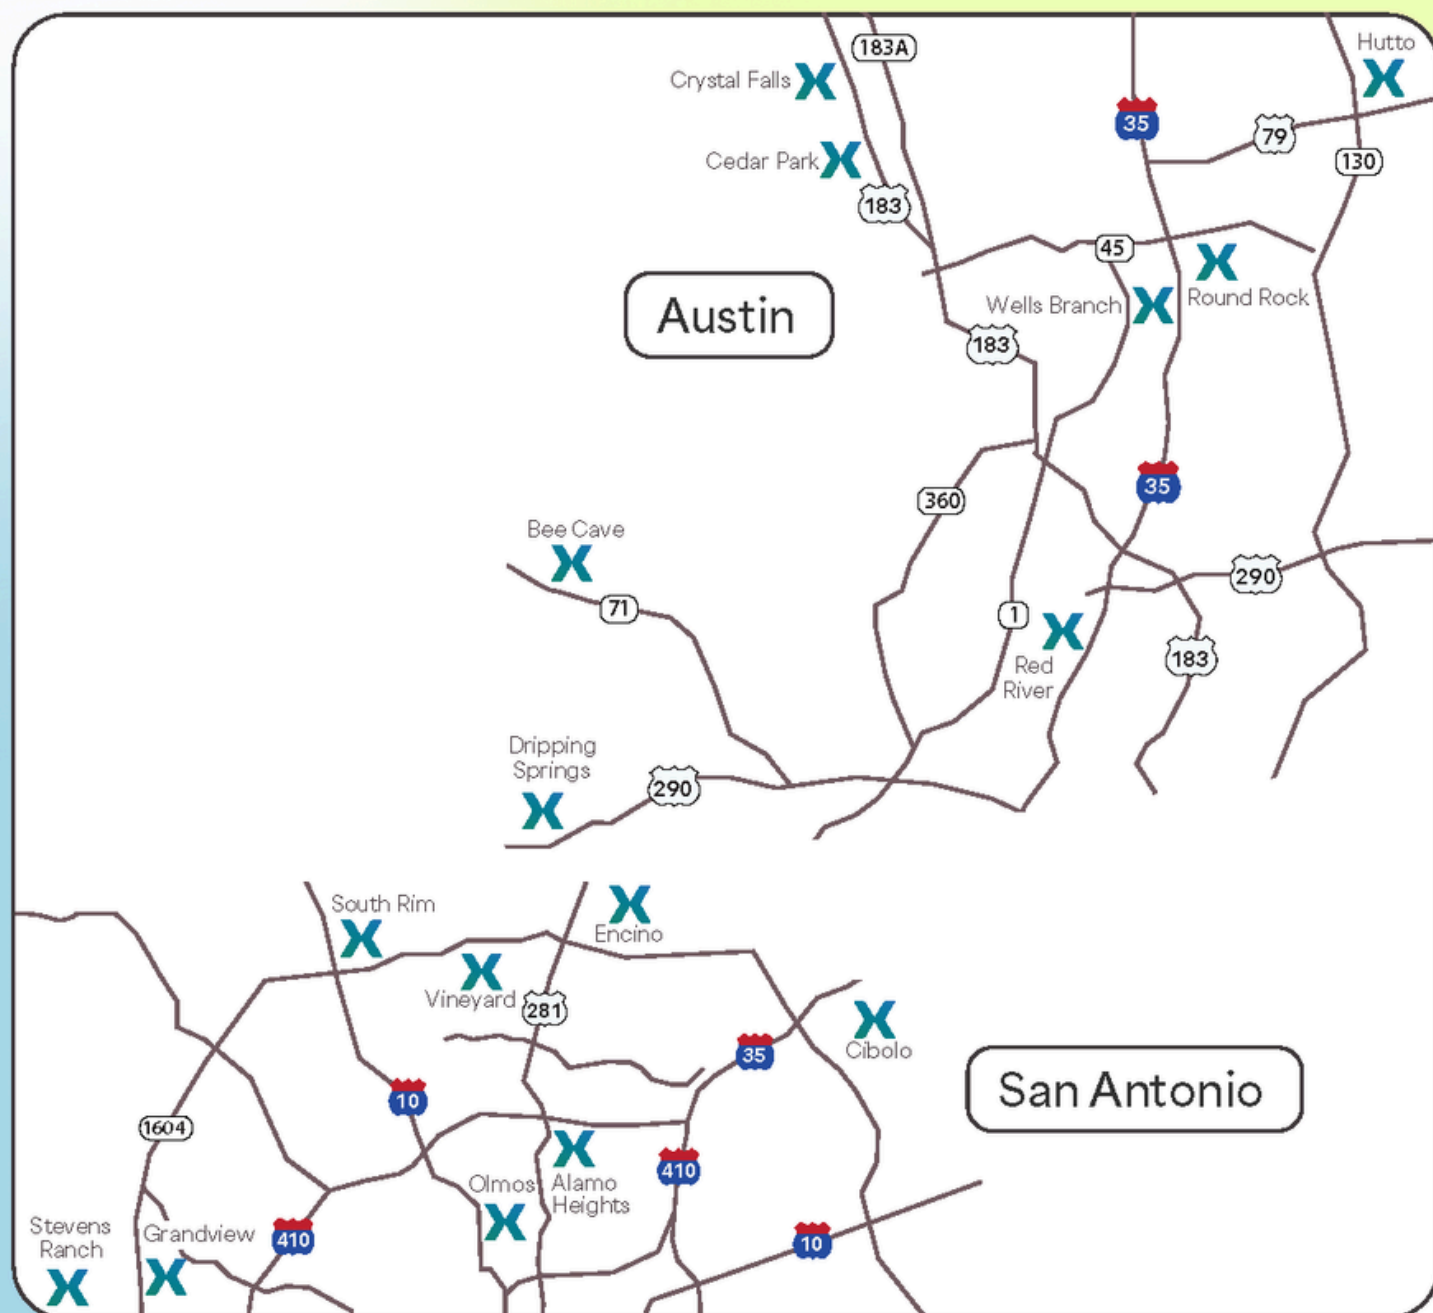 183A
Hutto
Crystal Falls
35
79
Cedar Park
130
183
45
Austin
Wells Branch
Round Rock
183
35
360
Bee Cave
290
71
1
Red
River
183
Dripping
Springs
290
South Rim
Encino
Vineyard
281
Cibolo
35
San Antonio
10
1604
410
Olmos
Alamo
Heights
Stevens
Ranch
Grandview
410
10